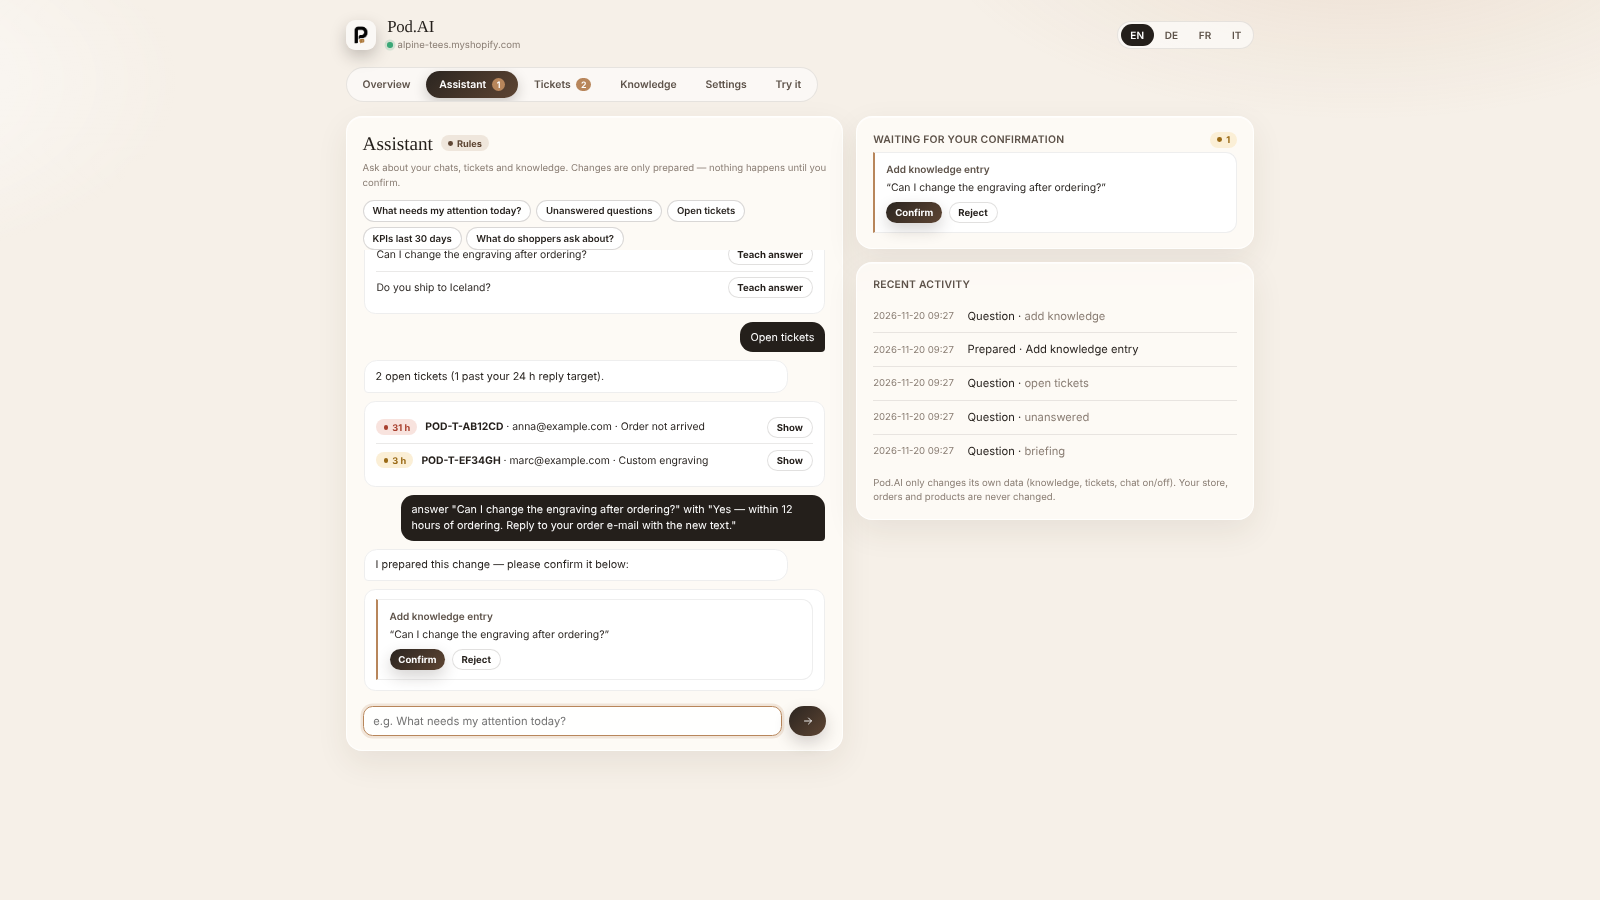 Pod.AI
alpine-tees.myshopify.com
EN DE FR IT
Overview Assistant 1 Tickets 2 Knowledge Settings Try it
Assistant Rules
Ask about your chats, tickets and knowledge. Changes are only prepared — nothing happens until you
confirm.
What needs my attention today? Unanswered questions Open tickets
KPIs last 30 days What do shoppers ask about?
Can I change the engraving after ordering? Teach answer
Do you ship to Iceland? Teach answer
Open tickets
2 open tickets (1 past your 24 h reply target).
31 h POD-T-AB12CD · anna@example.com · Order not arrived Show
3 h POD-T-EF34GH · marc@example.com · Custom engraving Show
answer "Can I change the engraving after ordering?" with "Yes — within 12
hours of ordering. Reply to your order e-mail with the new text."
I prepared this change — please confirm it below:
Add knowledge entry
“Can I change the engraving after ordering?”
Confirm Reject
e.g. What needs my attention today?
WAITING FOR YOUR CONFIRMATION 1
Add knowledge entry
“Can I change the engraving after ordering?”
Confirm Reject
RECENT ACTIVITY
2026-11-20 09:27 Question · add knowledge
2026-11-20 09:27 Prepared · Add knowledge entry
2026-11-20 09:27 Question · open tickets
2026-11-20 09:27 Question · unanswered
2026-11-20 09:27 Question · briefing
Pod.AI only changes its own data (knowledge, tickets, chat on/off). Your store,
orders and products are never changed.